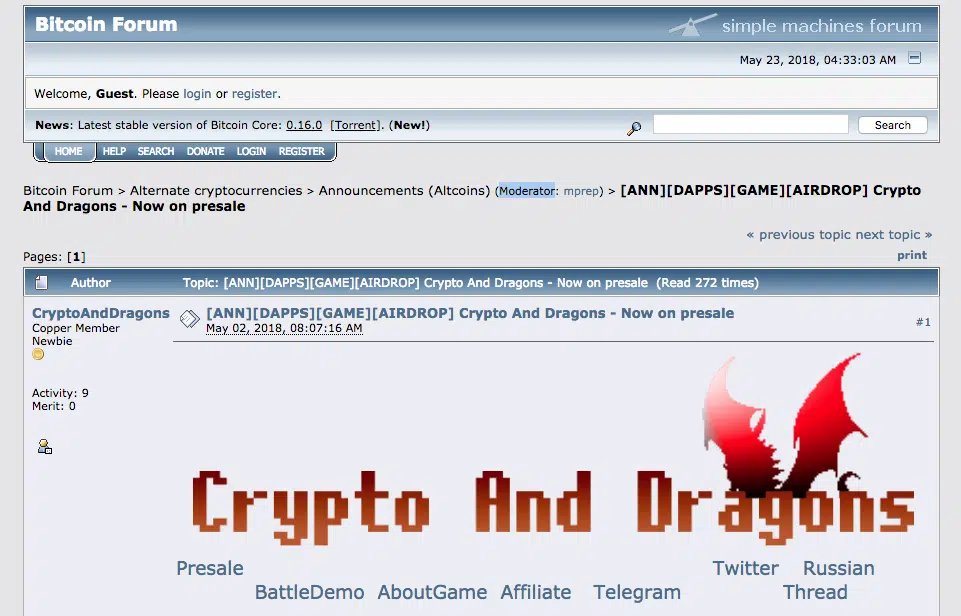 Bitcoin Forum
simple machines forum
May 23, 2018, 04:33:03 AM
Welcome, Guest. Please login or register.
News: Latest stable version of Bitcoin Core: 0.16.0 [Torrent]. (New!)
Search
HOME HELP SEARCH DONATE LOGIN REGISTER
Bitcoin Forum > Alternate cryptocurrencies > Announcements (Altcoins) (Moderator: mprep) > [ANN][DAPPS][GAME][AIRDROP] Crypto
And Dragons - Now on presale
« previous topic next topic »
Pages: [1]
print
Author Topic: [ANN][DAPPS][GAME][AIRDROP] Crypto And Dragons - Now on presale (Read 272 times)
CryptoAndDragons
Copper Member
Newbie
Activity: 9
Merit: 0
[ANN][DAPPS][GAME][AIRDROP] Crypto And Dragons - Now on presale
May 02, 2018, 08:07:16 AM
#1
Crypto And Dragons
Presale Twitter Russian
BattleDemo AboutGame Affiliate Telegram Thread